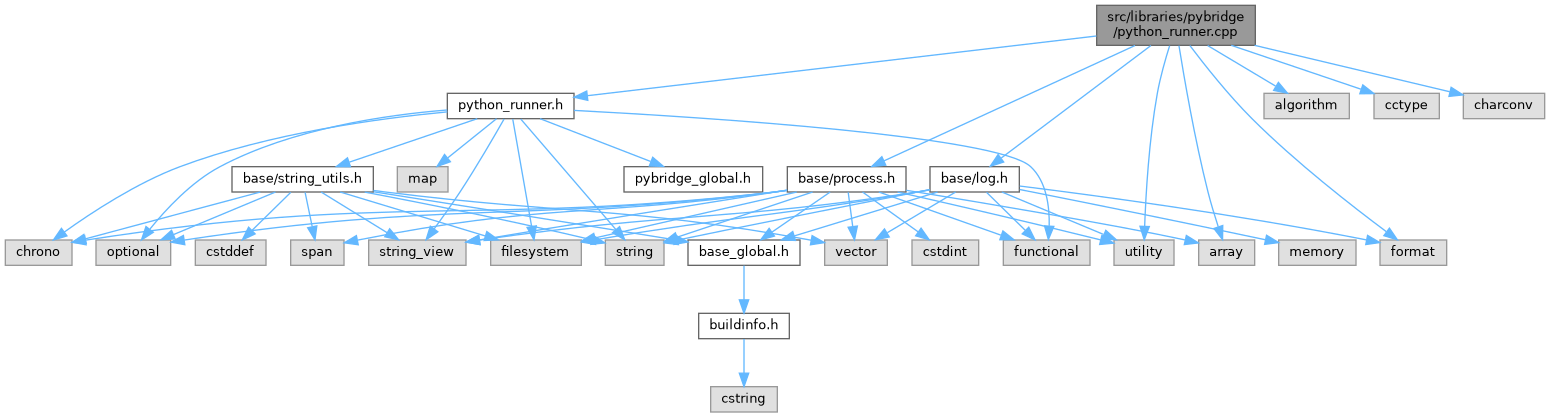 src/libraries/pybridge
/python_runner.cpp
python_runner.h
algorithm
cctype
charconv
base/string_utils.h
map
pybridge_global.h
base/process.h
base/log.h
chrono
optional
cstddef
span
string_view
filesystem
string
base_global.h
vector
cstdint
functional
utility
array
memory
format
buildinfo.h
cstring